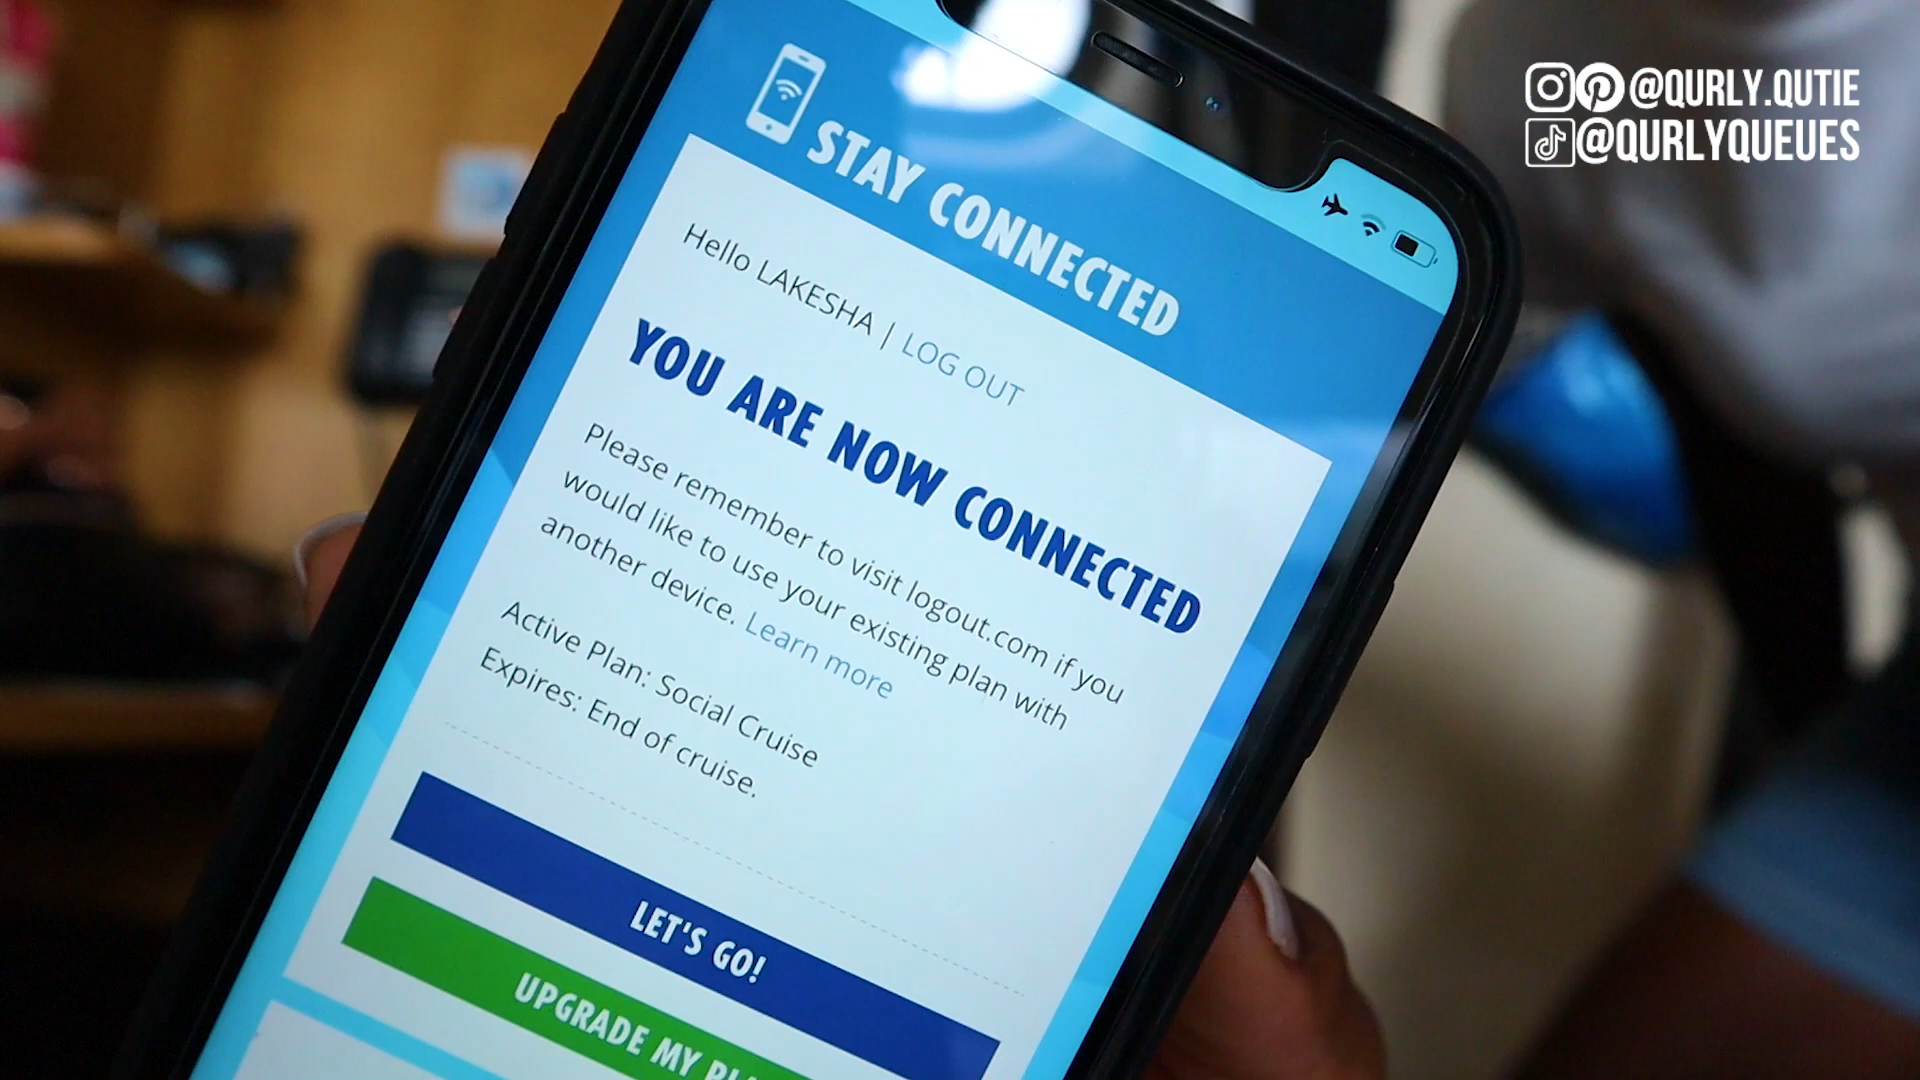 @QURLY.QUTIE
@QURLYQUEUES
STAY CONNECTED
Hello LAKESHA | LOG OUT
YOU ARE NOW CONNECTED
Please remember to visit logout.com if you
would like to use your existing plan with
another device. Learn more
Active Plan: Social Cruise
Expires: End of cruise.
LET'S GO!
UPGRADE MY